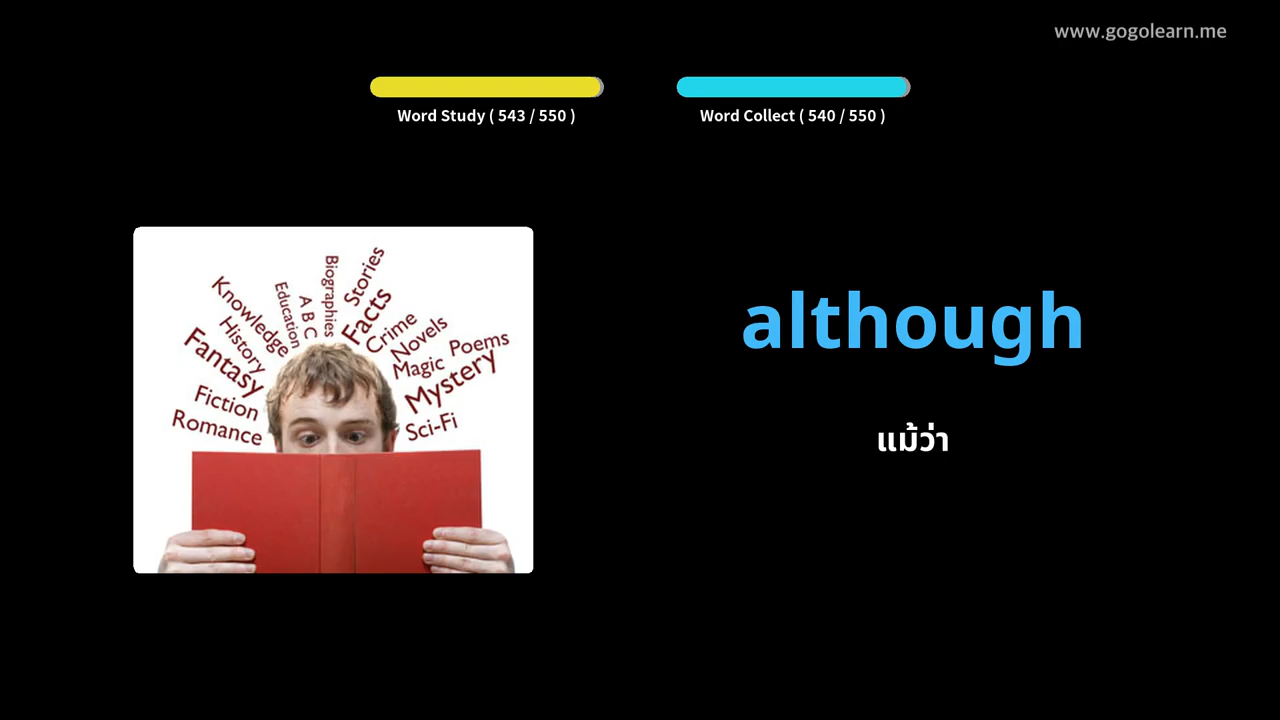 www.gogolearn.me
Word Study ( 543 / 550 )
Word Collect ( 540 / 550 )
Stories
Biographies
Facts
A B C
Education
Knowledge
History
Fantasy
Fiction
Romance
Crime
Novels
Poems
Magic
Mystery
Sci-Fi
although
แม้ว่า